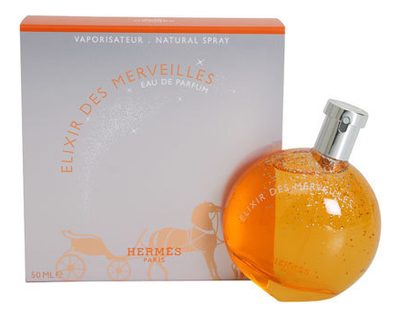 VAPORISATEUR . NATURAL SPRAY
ELIXIR DES MERVEILLES
EAU DE PARFUM
HERMÈS
PARIS
50 ML ℮
ELIXIR DES MERVEILLES